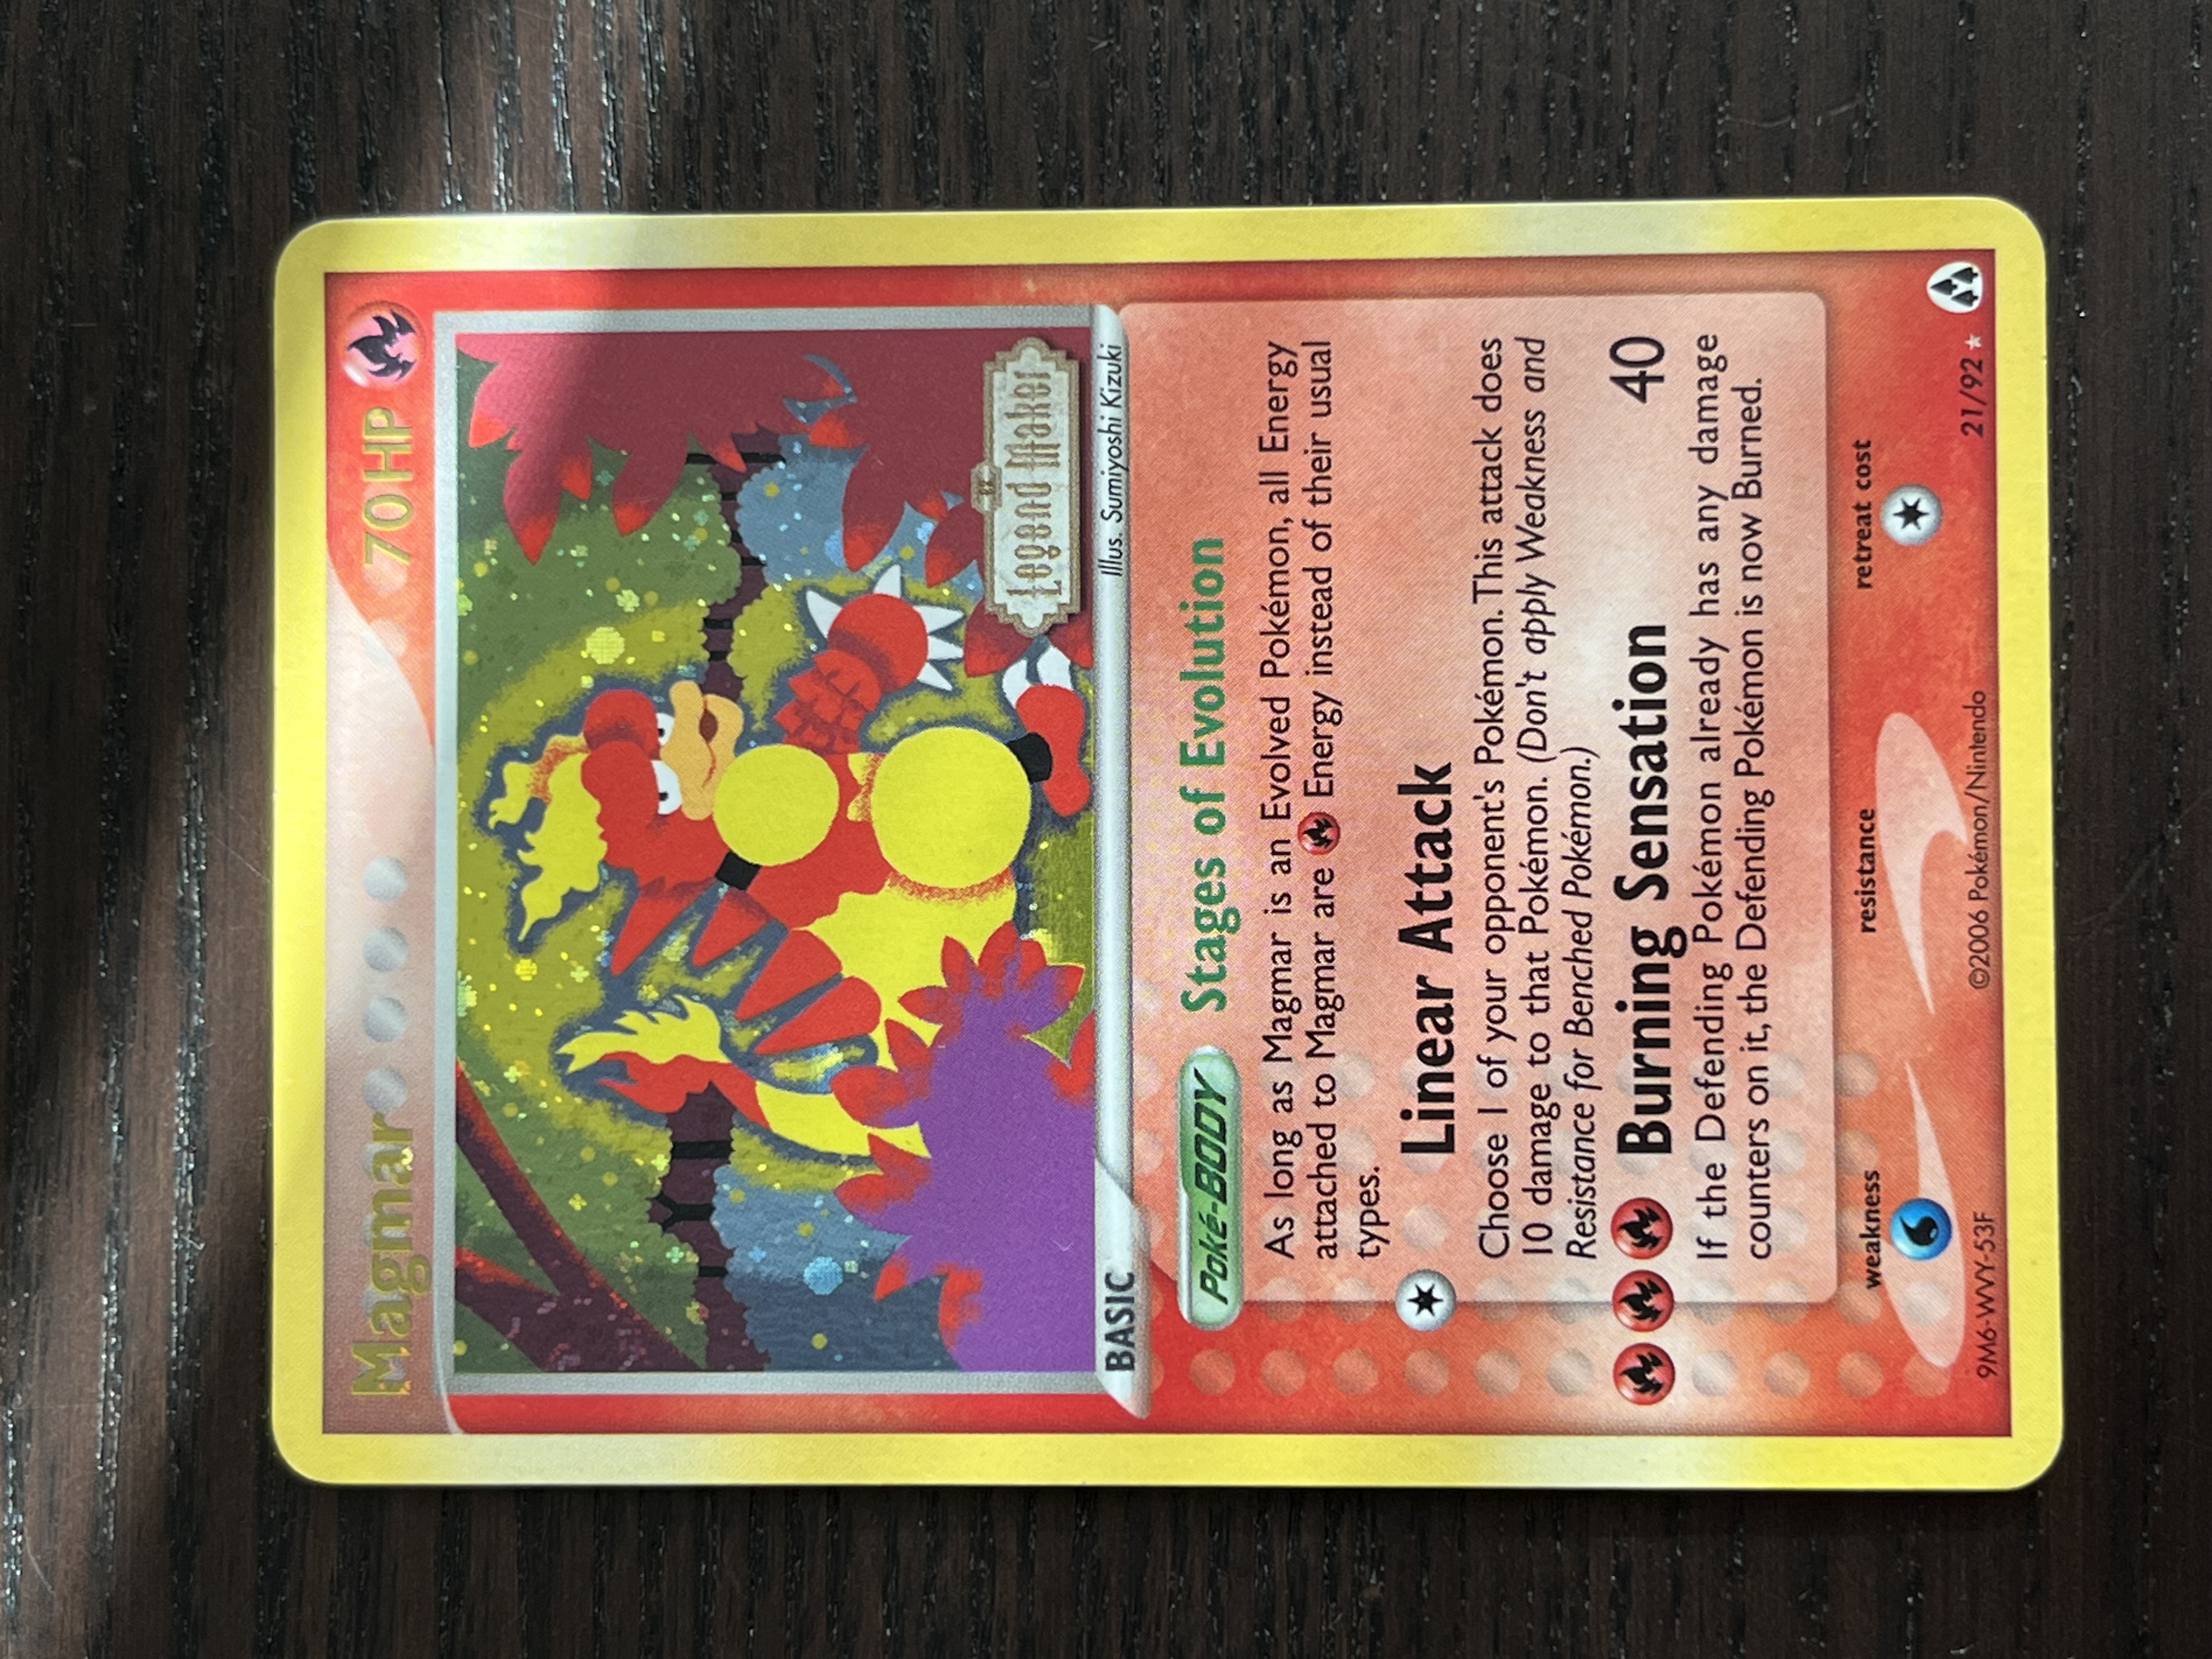 Magmar 70 HP
Legend Maker
BASIC
Illus. Sumiyoshi Kizuki
Poké-BODY Stages of Evolution
As long as Magmar is an Evolved Pokémon, all Energy
attached to Magmar are Energy instead of their usual
types.
Linear Attack
Choose 1 of your opponent's Pokémon. This attack does
10 damage to that Pokémon. (Don't apply Weakness and
Resistance for Benched Pokémon.)
Burning Sensation 40
If the Defending Pokémon already has any damage
counters on it, the Defending Pokémon is now Burned.
weakness resistance retreat cost
9M6-WVY-53F ©2006 Pokémon/Nintendo 21/92 ★